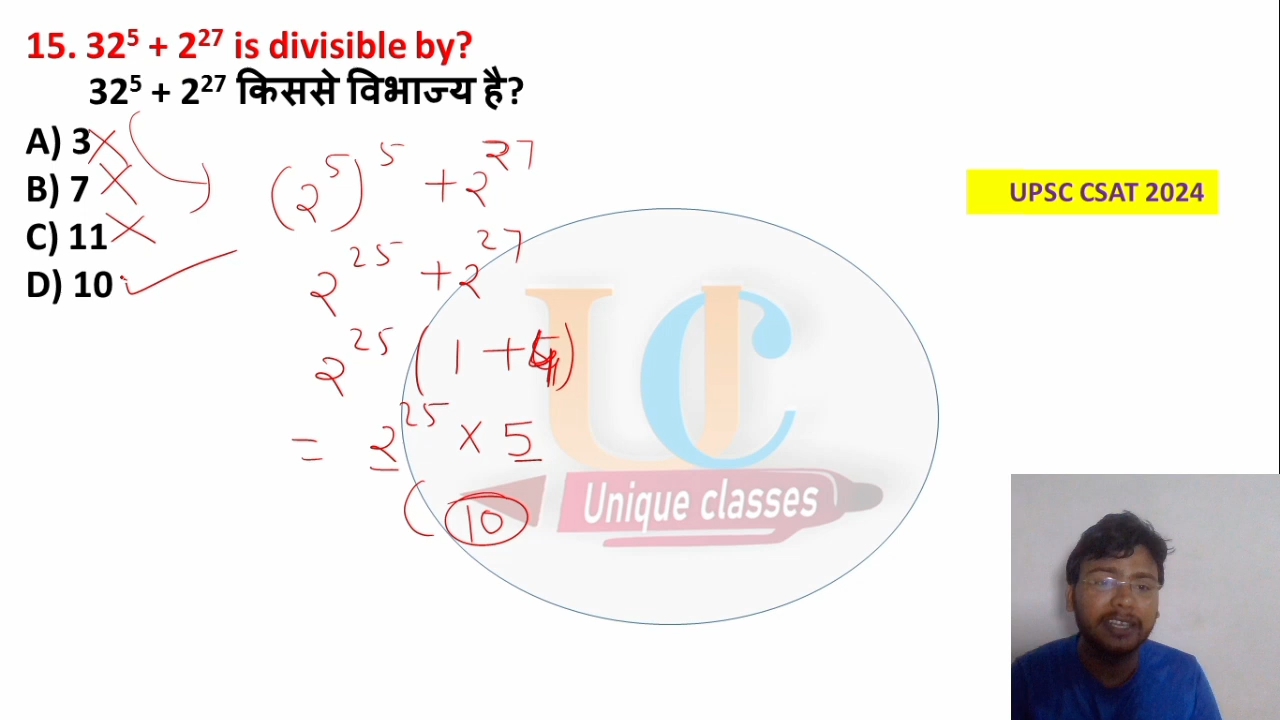 15. 32⁵ + 2²⁷ is divisible by?
32⁵ + 2²⁷ किससे विभाज्य है?
A) 3
B) 7
C) 11
D) 10
(2⁵)⁵ + 2²⁷
2²⁵ + 2²⁷
2²⁵ (1 + 4)
= 2²⁵ × 5
(10
UPSC CSAT 2024
UC
Unique classes